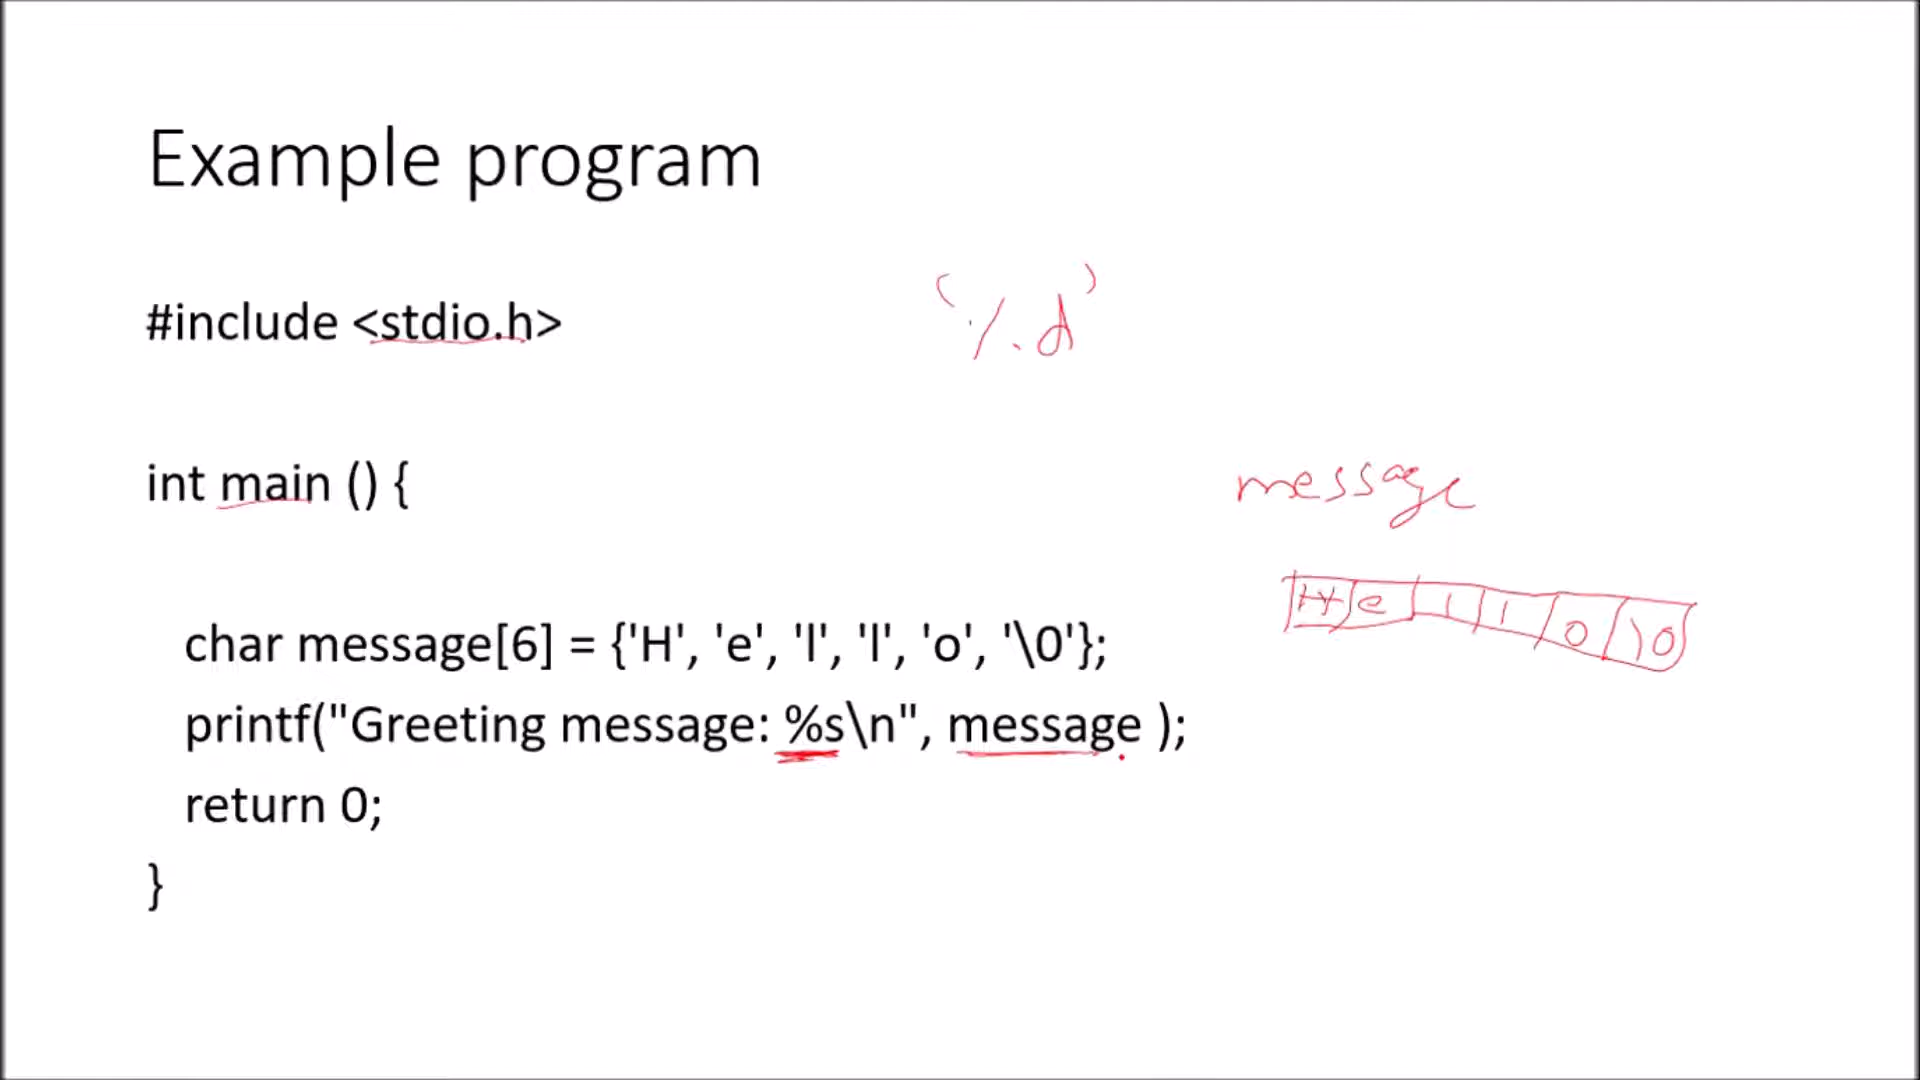 Example program
#include <stdio.h>
'%d'
int main () {
message
H e l l o \0
char message[6] = {'H', 'e', 'l', 'l', 'o', '\0'};
printf("Greeting message: %s\n", message );
return 0;
}